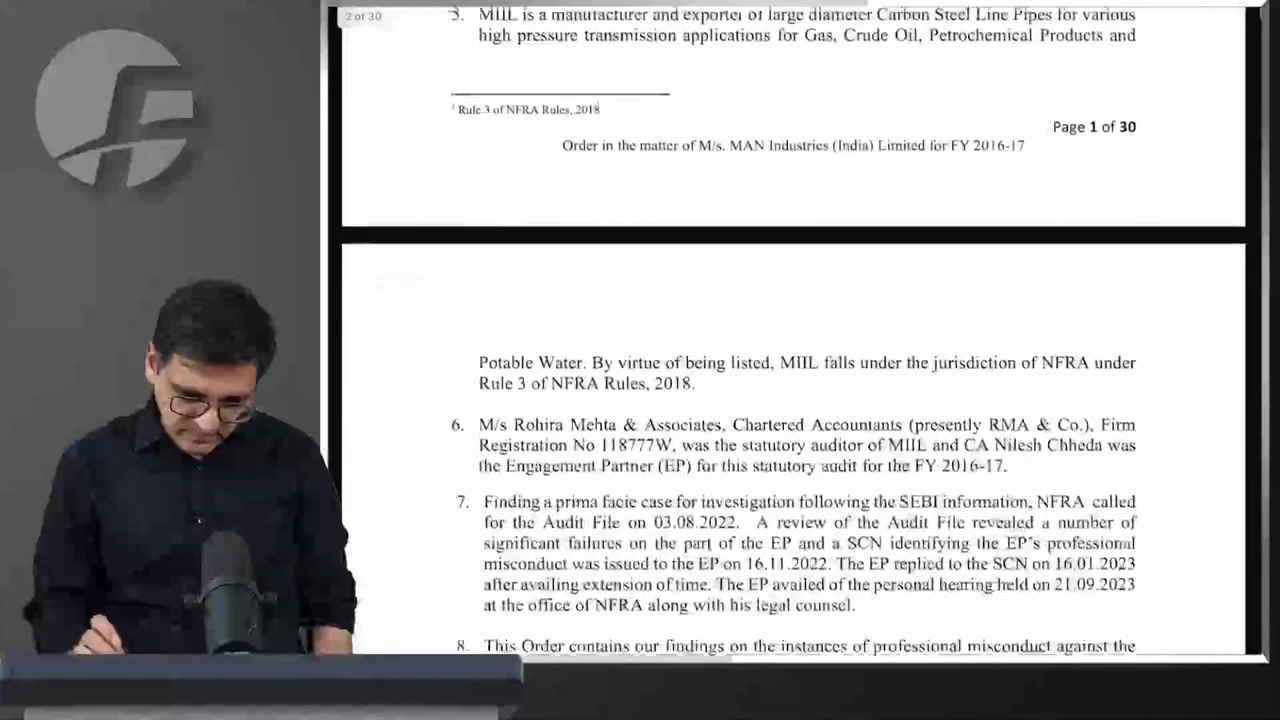 2 of 30
5. MIIL is a manufacturer and exporter of large diameter Carbon Steel Line Pipes for various
high pressure transmission applications for Gas, Crude Oil, Petrochemical Products and
1 Rule 3 of NFRA Rules, 2018
Page 1 of 30
Order in the matter of M/s. MAN Industries (India) Limited for FY 2016-17
Potable Water. By virtue of being listed, MIIL falls under the jurisdiction of NFRA under
Rule 3 of NFRA Rules, 2018.
6. M/s Rohira Mehta & Associates, Chartered Accountants (presently RMA & Co.), Firm
Registration No 118777W, was the statutory auditor of MIIL and CA Nilesh Chheda was
the Engagement Partner (EP) for this statutory audit for the FY 2016-17.
7. Finding a prima facie case for investigation following the SEBI information, NFRA called
for the Audit File on 03.08.2022. A review of the Audit File revealed a number of
significant failures on the part of the EP and a SCN identifying the EP's professional
misconduct was issued to the EP on 16.11.2022. The EP replied to the SCN on 16.01.2023
after availing extension of time. The EP availed of the personal hearing held on 21.09.2023
at the office of NFRA along with his legal counsel.
8. This Order contains our findings on the instances of professional misconduct against the